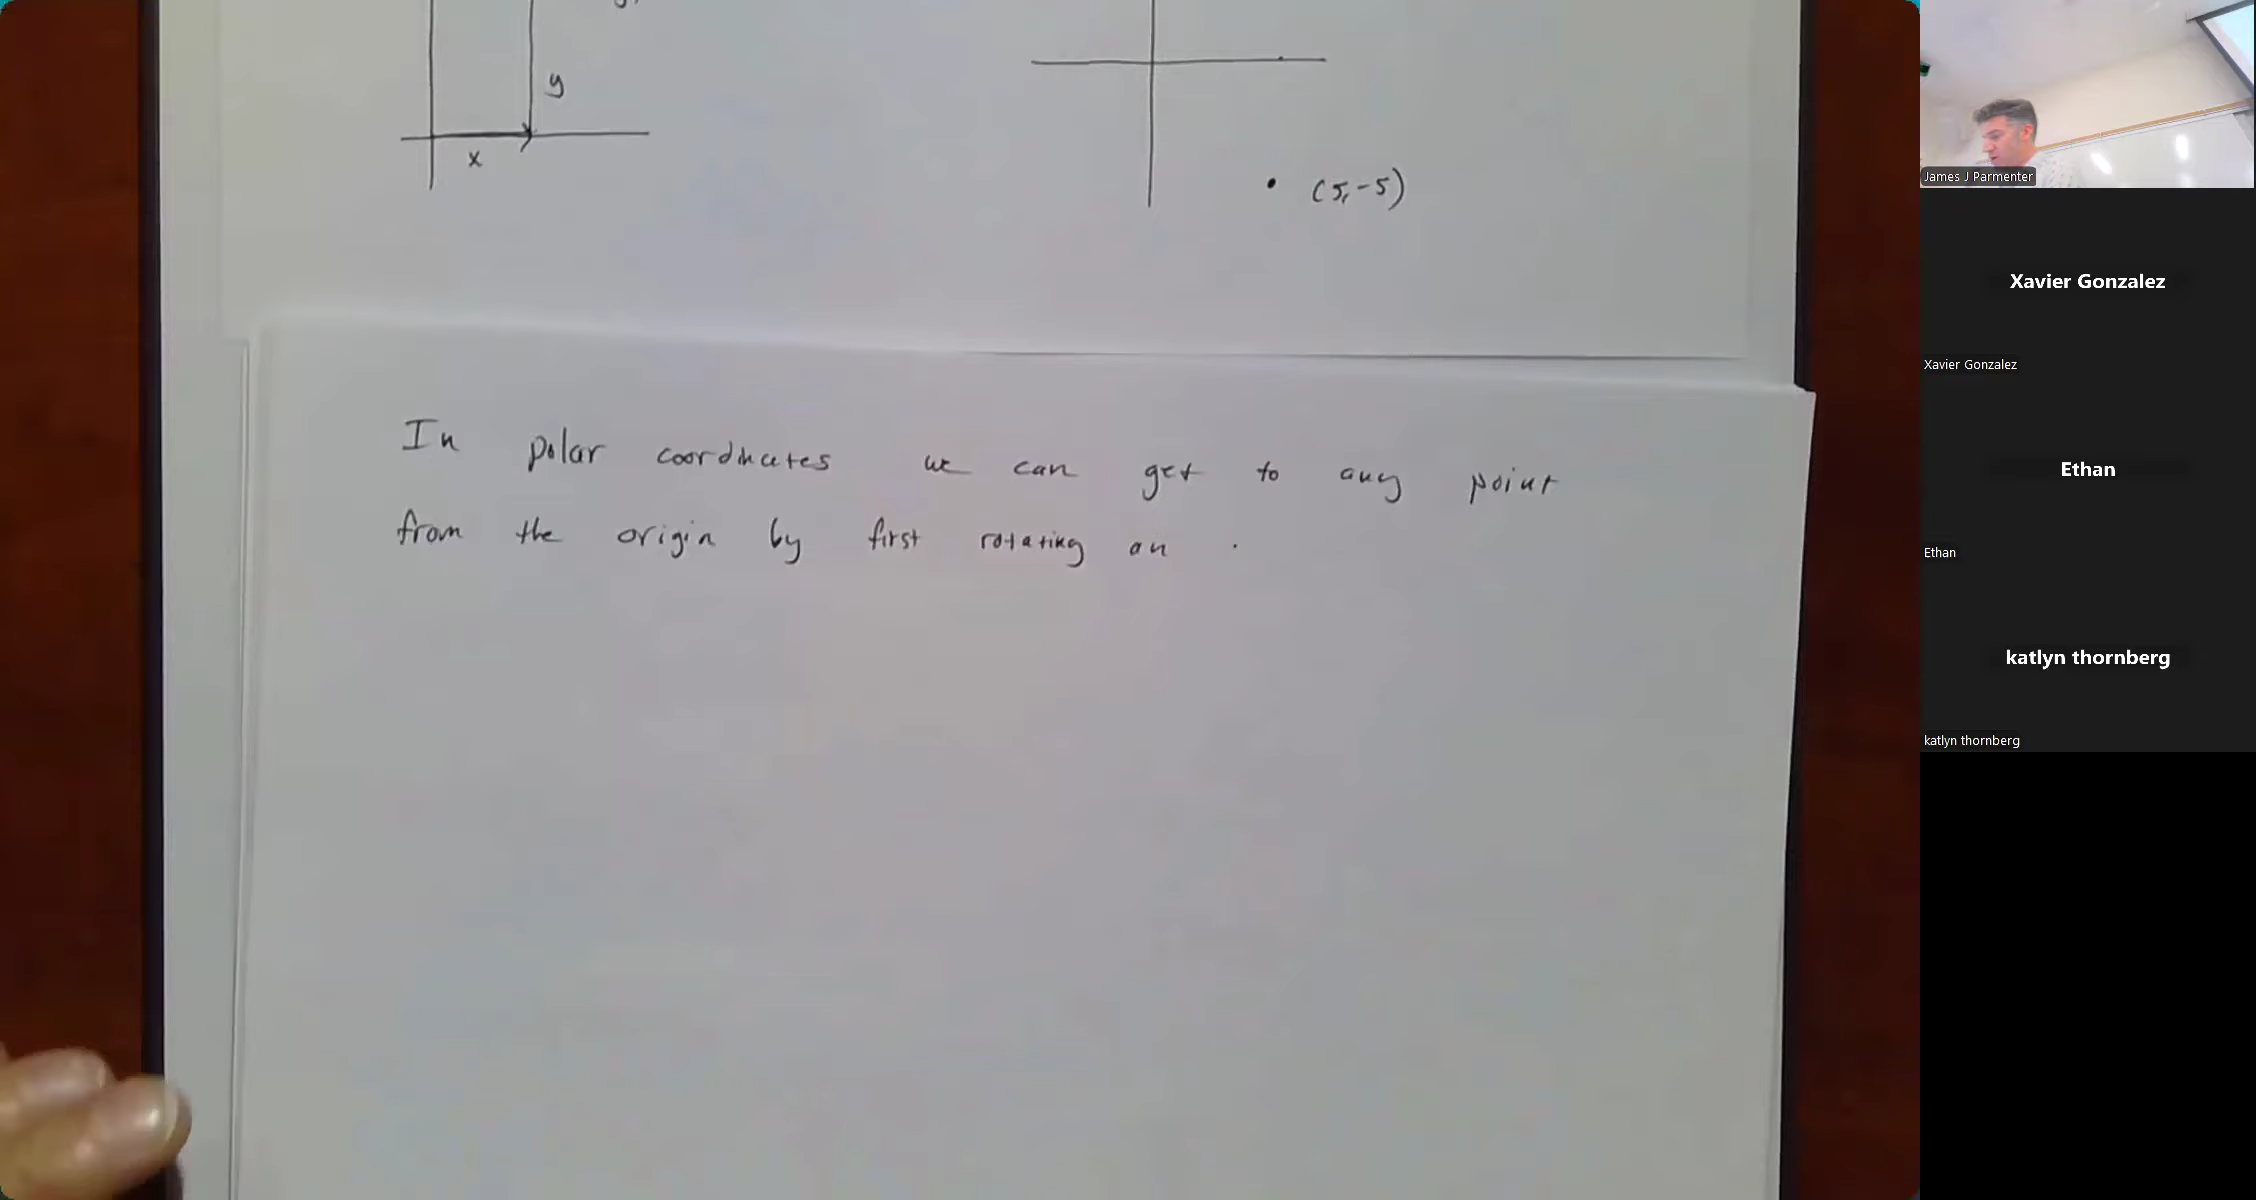 y
x
(5,-5)
In polar coordinates we can get to any point
from the origin by first rotating an
James J Parmenter
Xavier Gonzalez
Xavier Gonzalez
Ethan
Ethan
katlyn thornberg
katlyn thornberg